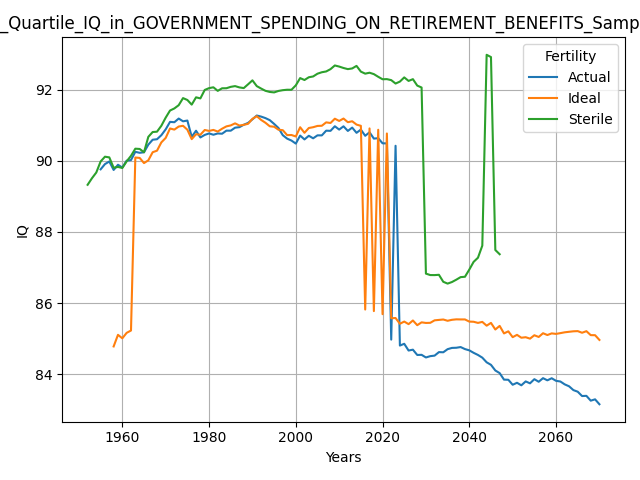 _Quartile_IQ_in_GOVERNMENT_SPENDING_ON_RETIREMENT_BENEFITS_Samp
Fertility
Actual
Ideal
Sterile
IQ
92
90
88
86
84
1960 1980 2000 2020 2040 2060
Years